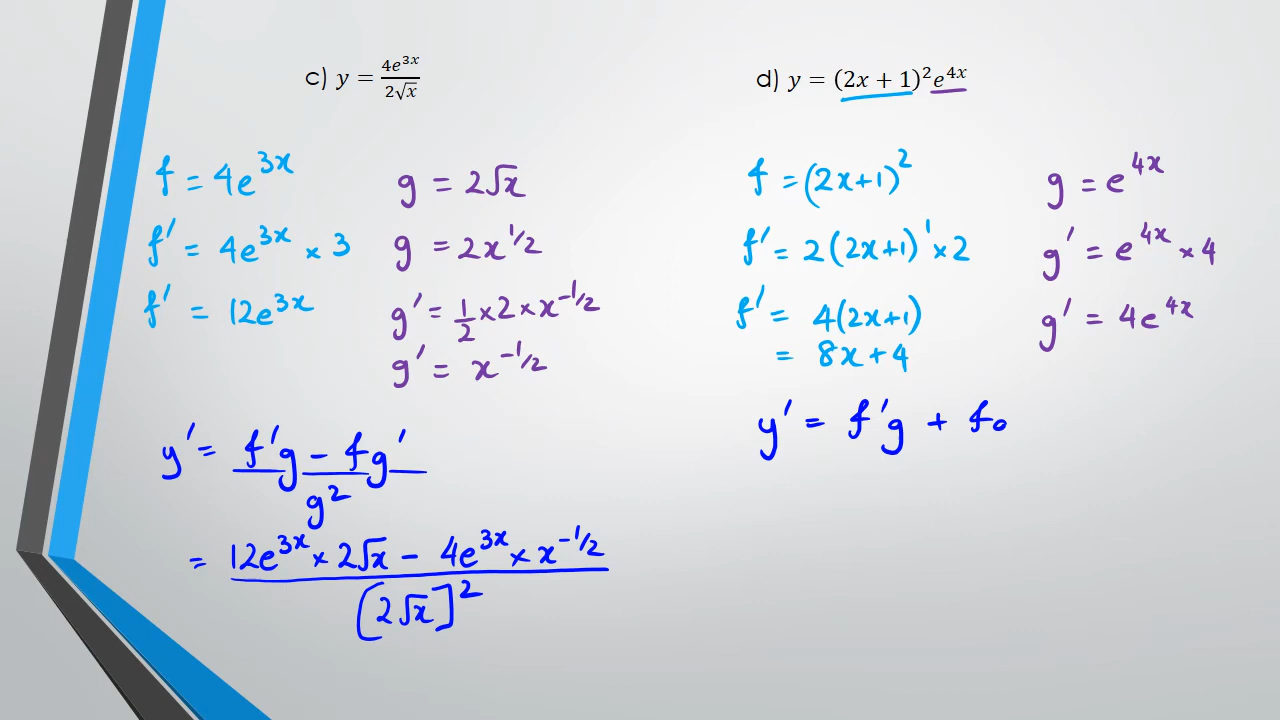 c) y = 4e^{3x} / 2√x
f = 4e^{3x}
f' = 4e^{3x} × 3
f' = 12e^{3x}
g = 2√x
g = 2x^{1/2}
g' = 1/2 × 2 × x^{-1/2}
g' = x^{-1/2}
y' = f'g - fg' / g²
= 12e^{3x} × 2√x - 4e^{3x} × x^{-1/2} / [2√x]²
d) y = (2x + 1)²e^{4x}
f = (2x+1)²
f' = 2(2x+1)^1 × 2
f' = 4(2x+1)
= 8x+4
g = e^{4x}
g' = e^{4x} × 4
g' = 4e^{4x}
y' = f'g + f